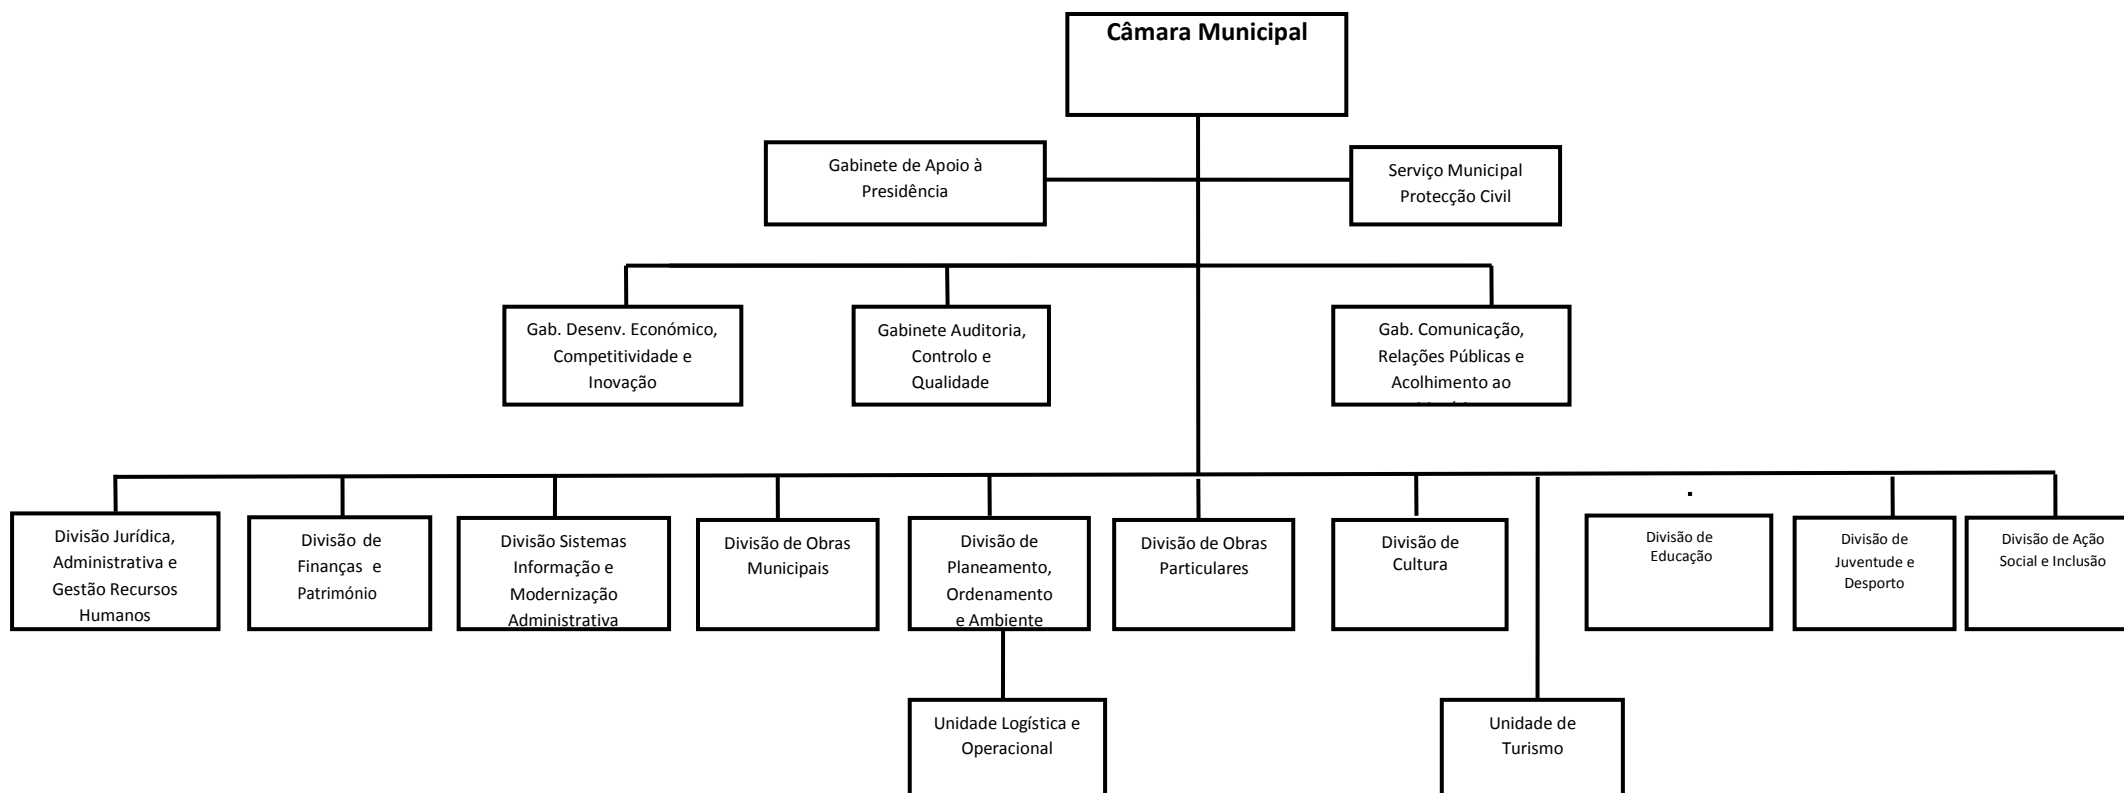 Câmara Municipal
Gabinete de Apoio à
Presidência
Serviço Municipal
Protecção Civil
Gab. Desenv. Económico,
Competitividade e
Inovação
Gabinete Auditoria,
Controlo e
Qualidade
Gab. Comunicação,
Relações Públicas e
Acolhimento ao
Divisão Jurídica,
Administrativa e
Gestão Recursos
Humanos
Divisão de
Finanças e
Património
Divisão Sistemas
Informação e
Modernização
Administrativa
Divisão de Obras
Municipais
Divisão de
Planeamento,
Ordenamento
e Ambiente
Divisão de Obras
Particulares
Divisão de
Cultura
Divisão de
Educação
Divisão de
Juventude e
Desporto
Divisão de Ação
Social e Inclusão
Unidade Logística e
Operacional
Unidade de
Turismo